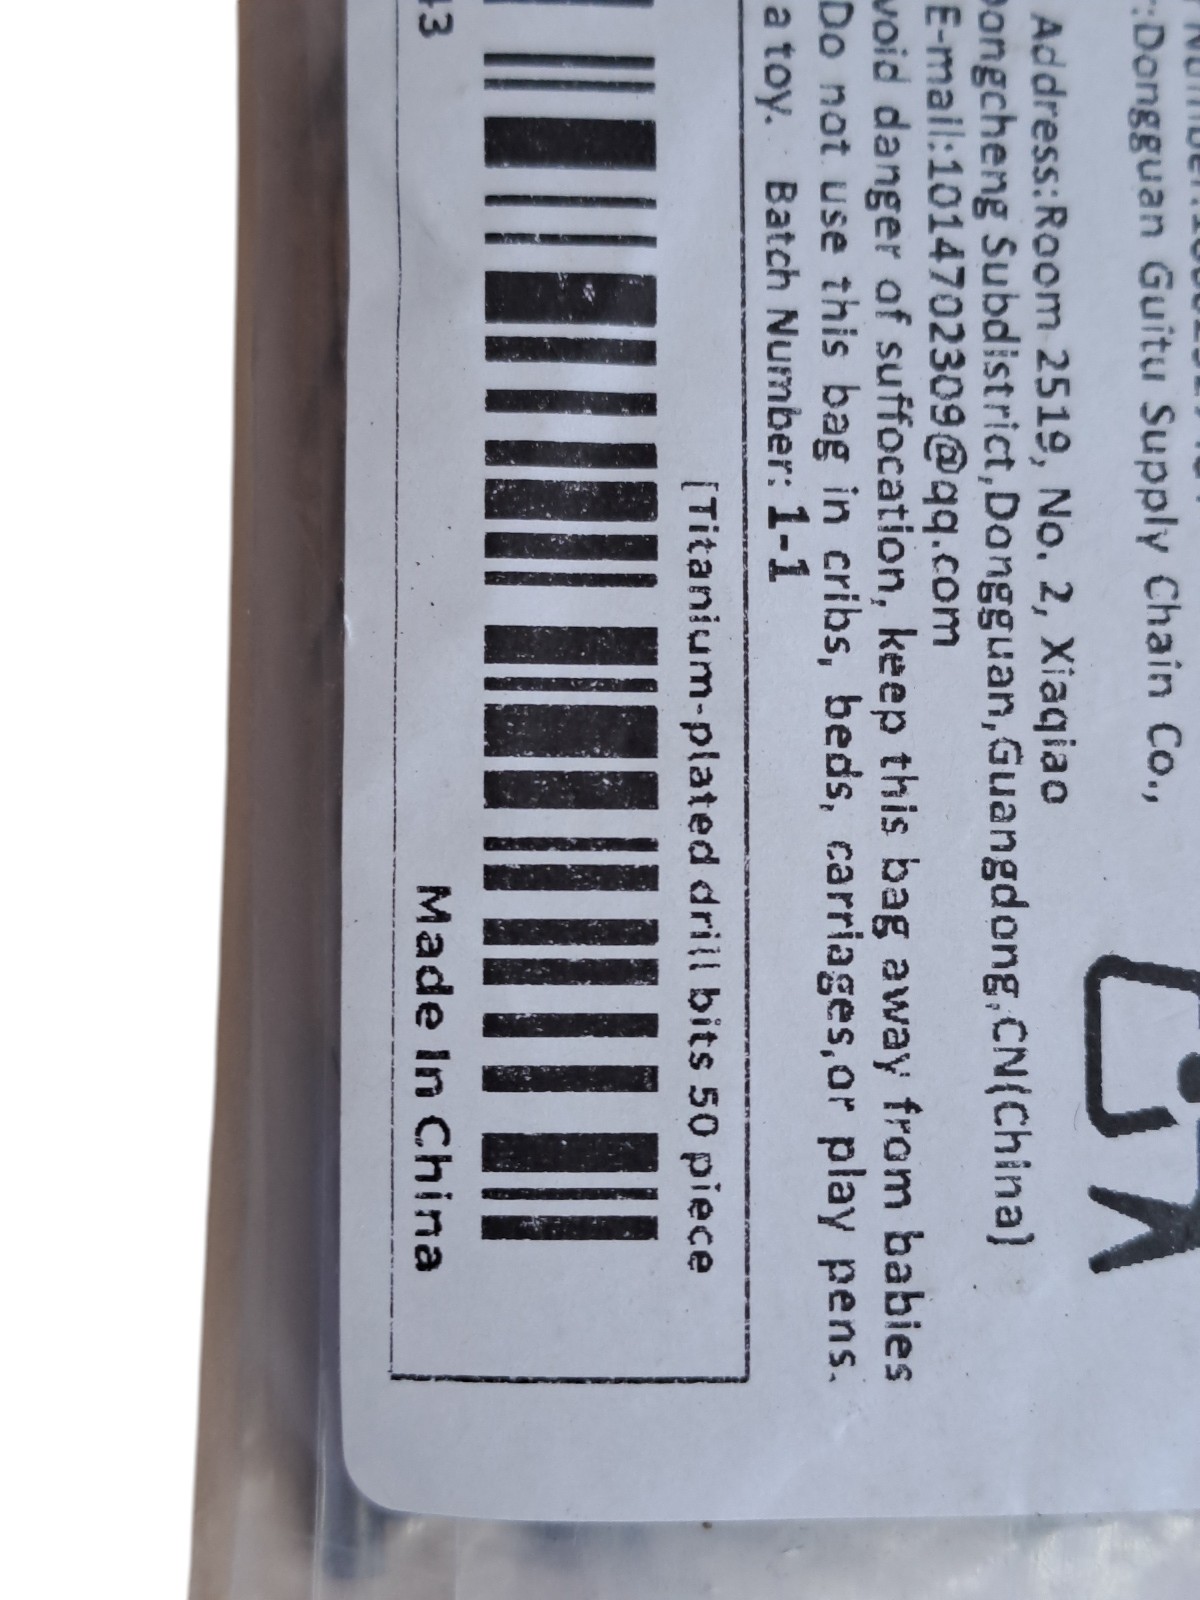 :Dongguan Guitu Supply Chain Co.,
Address:Room 2519, No. 2, Xiaqiao
Dongcheng Subdistrict,Dongguan,Guangdong,CN(China)
E-mail:1014702309@qq.com
void danger of suffocation, keep this bag away from babies
Do not use this bag in cribs, beds, carriages,or play pens.
a toy. Batch Number: 1-1
[Titanium-plated drill bits 50 piece
43
Made In China